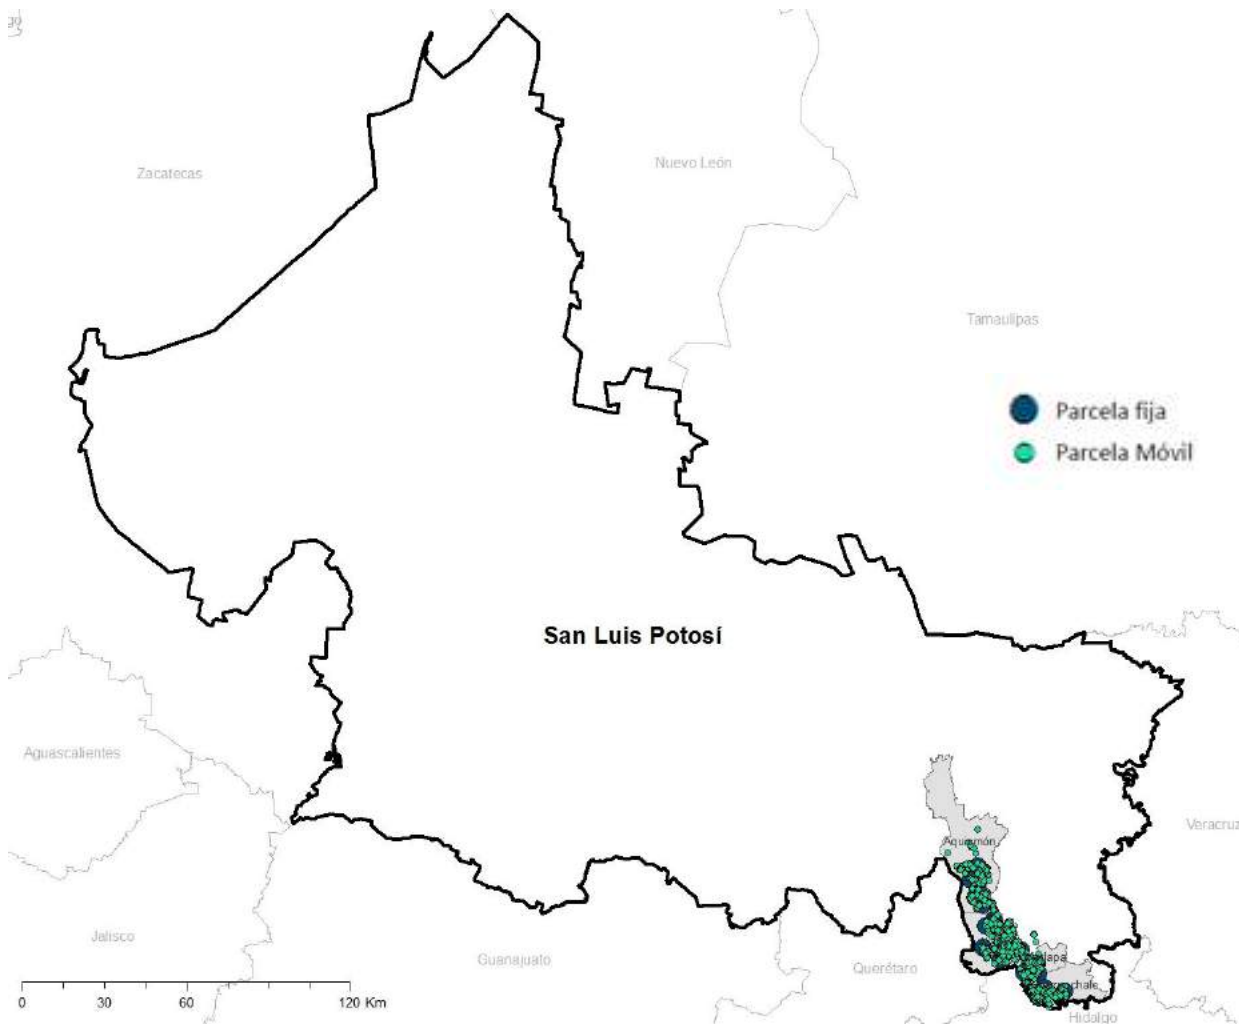 go
Zacatecas
Nuevo León
Tamaulipas
Parcela fija
Parcela Móvil
San Luis Potosí
Aguascalientes
Veracruz
Aquismón
Jalisco
Guanajuato
Querétaro
0 30 60 120 Km
Hidalgo